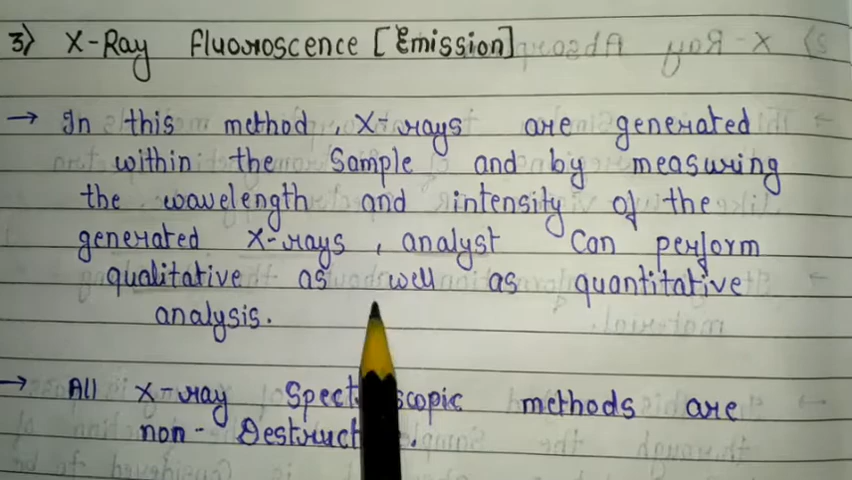 3) X-Ray Fluoroscence [Emission]
→ In this method, X-rays are generated
within the Sample and by measuring
the wavelength and intensity of the
generated X-rays, analyst Can perform
qualitative as well as quantitative
analysis.
→ All X-ray Spect scopic methods are
non-Destruct .